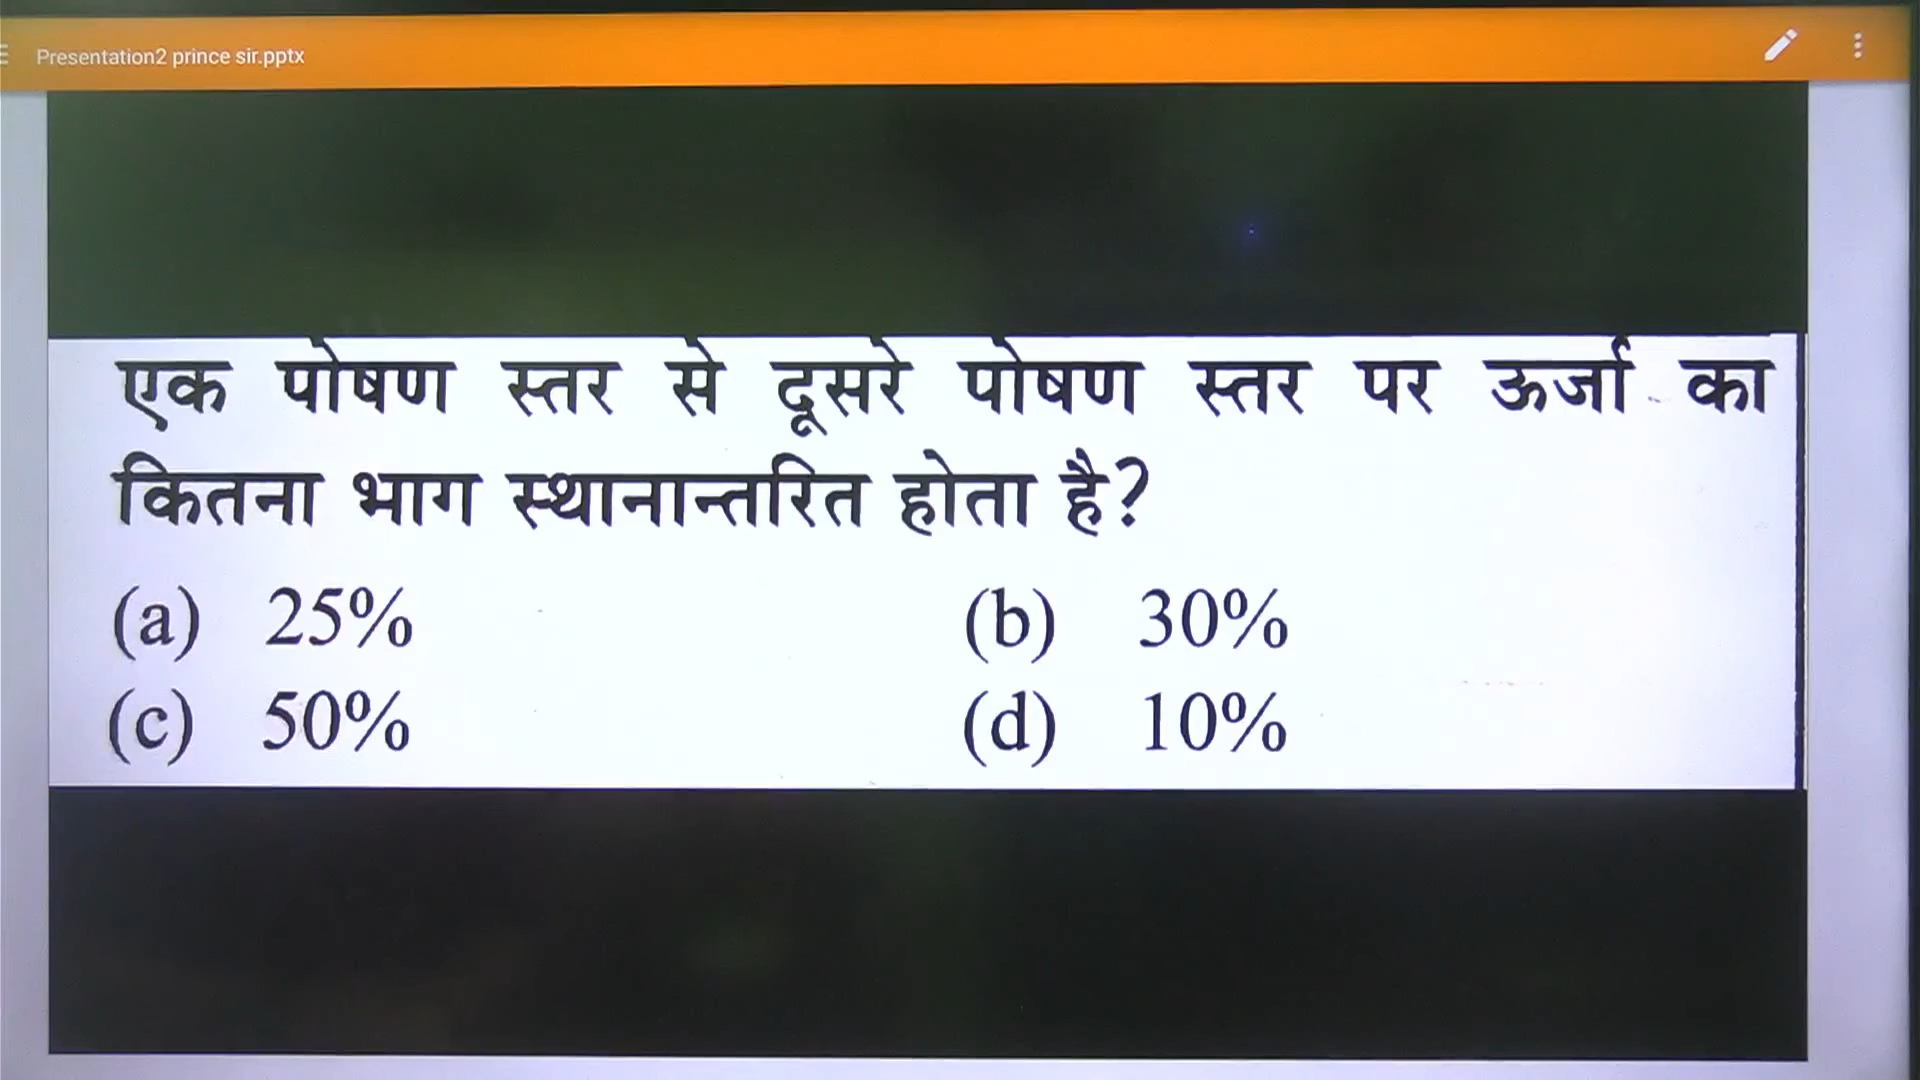 Presentation2 prince sir.pptx
एक पोषण स्तर से दूसरे पोषण स्तर पर ऊर्जा का
कितना भाग स्थानान्तरित होता है?
(a) 25% (b) 30%
(c) 50% (d) 10%